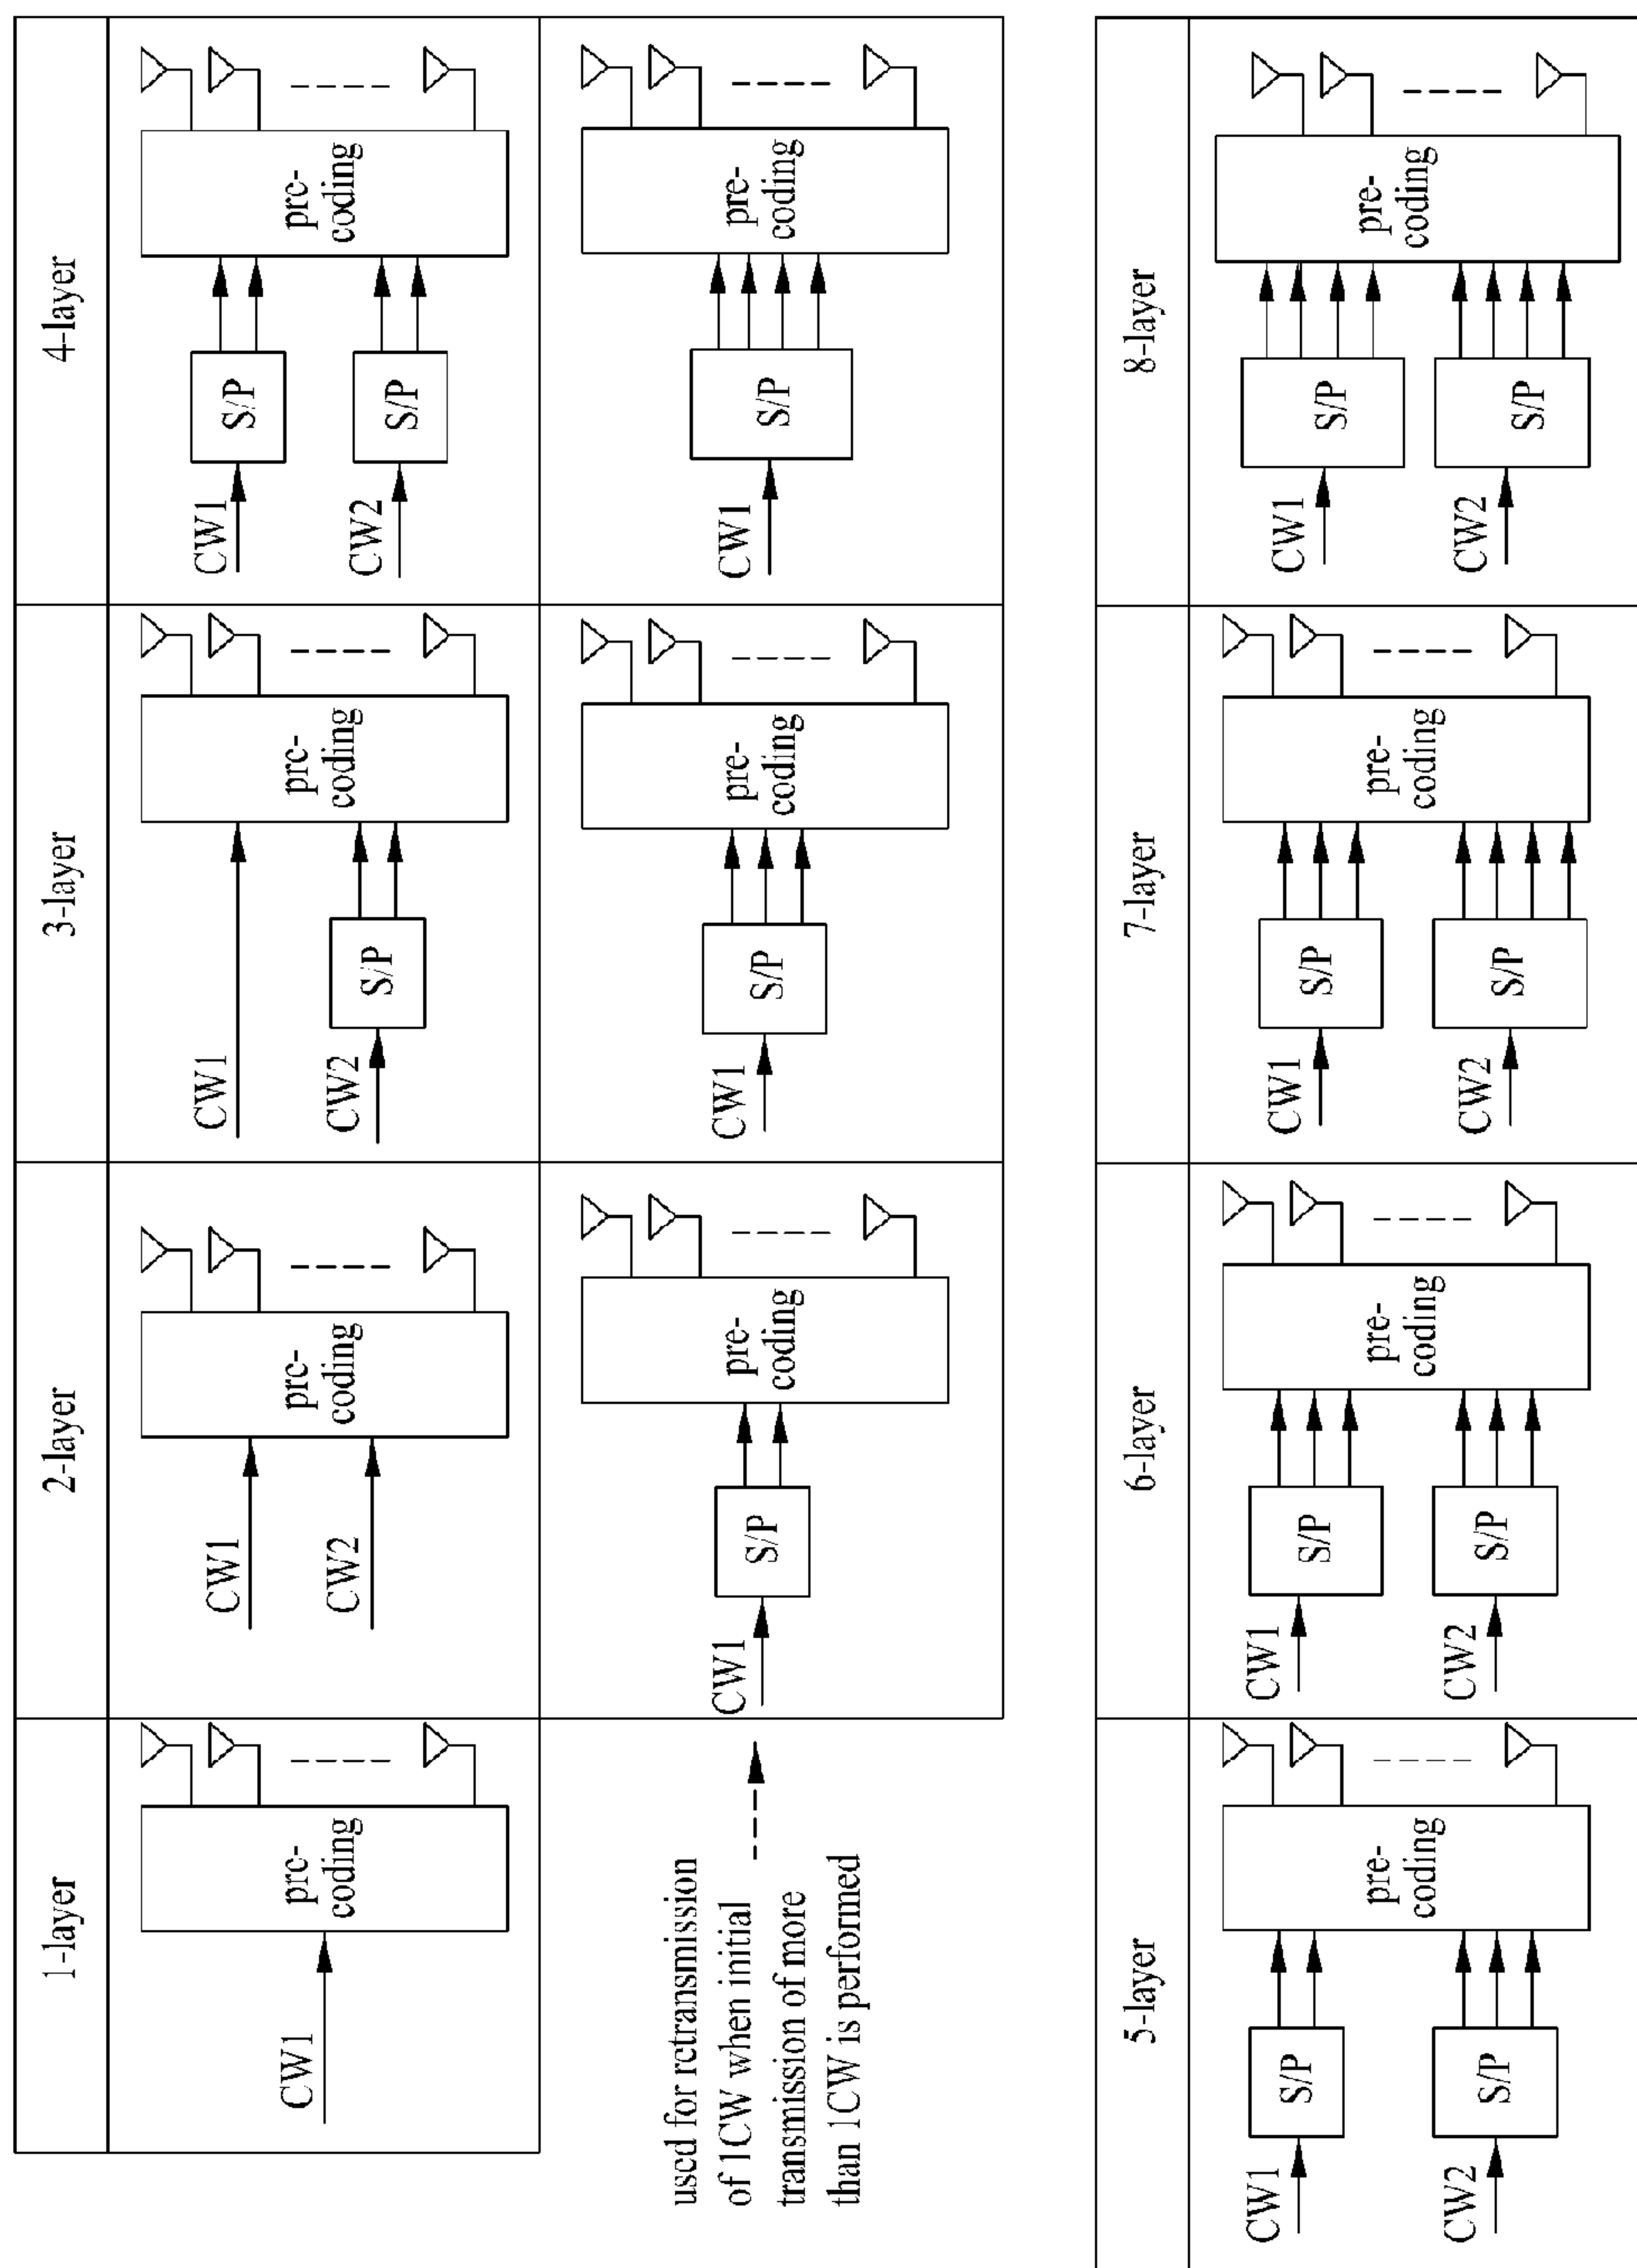 1-layer
2-layer
3-layer
4-layer
CW1
pre-
coding
CW1
CW2
pre-
coding
CW1
CW2
S/P
pre-
coding
CW1
S/P
CW2
S/P
pre-
coding
used for retransmission
of 1CW when initial
transmission of more
than 1CW is performed
CW1
S/P
pre-
coding
CW1
S/P
pre-
coding
CW1
S/P
pre-
coding
5-layer
6-layer
7-layer
8-layer
CW1
S/P
CW2
S/P
pre-
coding
CW1
S/P
CW2
S/P
pre-
coding
CW1
S/P
CW2
S/P
pre-
coding
CW1
S/P
CW2
S/P
pre-
coding